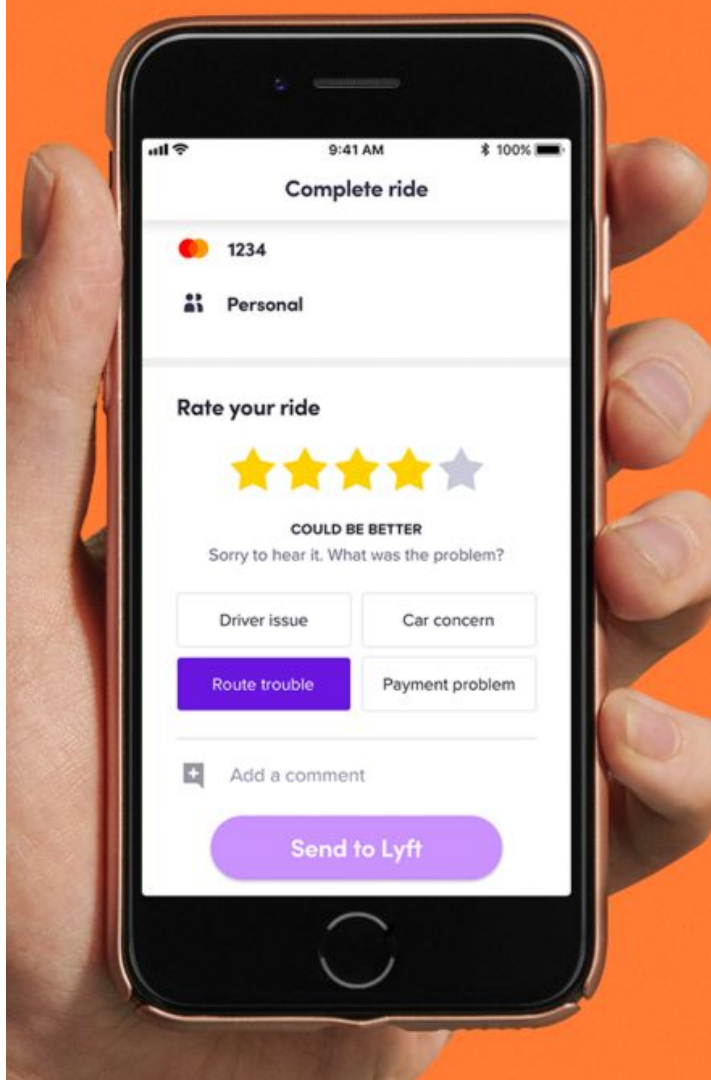 9:41 AM 100%
Complete ride
1234
Personal
Rate your ride
COULD BE BETTER
Sorry to hear it. What was the problem?
Driver issue Car concern
Route trouble Payment problem
Add a comment
Send to Lyft